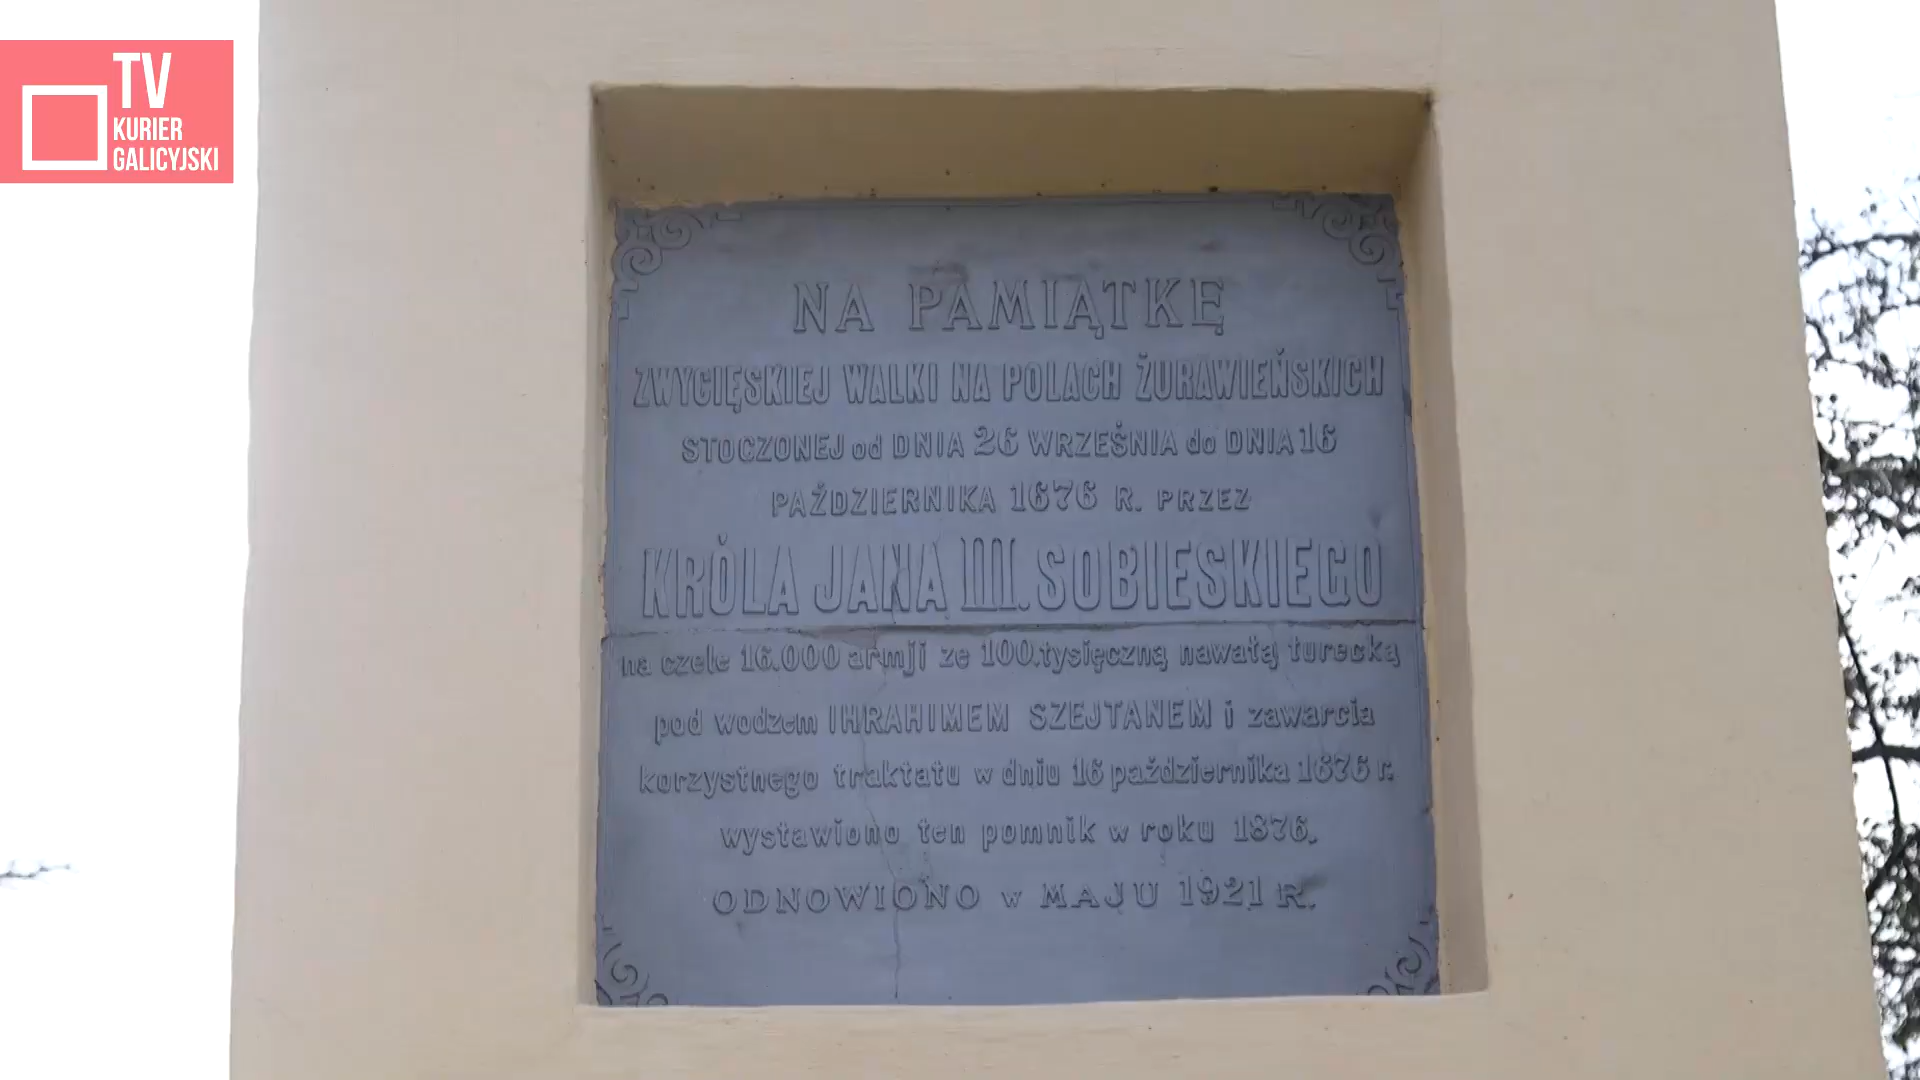 TV
KURIER
GALICYJSKI
NA PAMIĄTKĘ
ZWYCIĘSKIEJ WALKI NA POLACH ŻURAWIEŃSKICH
STOCZONEJ od DNIA 26 WRZEŚNIA do DNIA 16
PAŹDZIERNIKA 1676 R. PRZEZ
KRÓLA JANA III. SOBIESKIEGO
na czele 16.000 armji ze 100.tysięczną nawałą turecką
pod wodzem IHRAHIMEM SZEJTANEM i zawarcia
korzystnego traktatu w dniu 16 października 1676 r.
wystawiono ten pomnik w roku 1876.
ODNOWIONO w MAJU 1921 R.